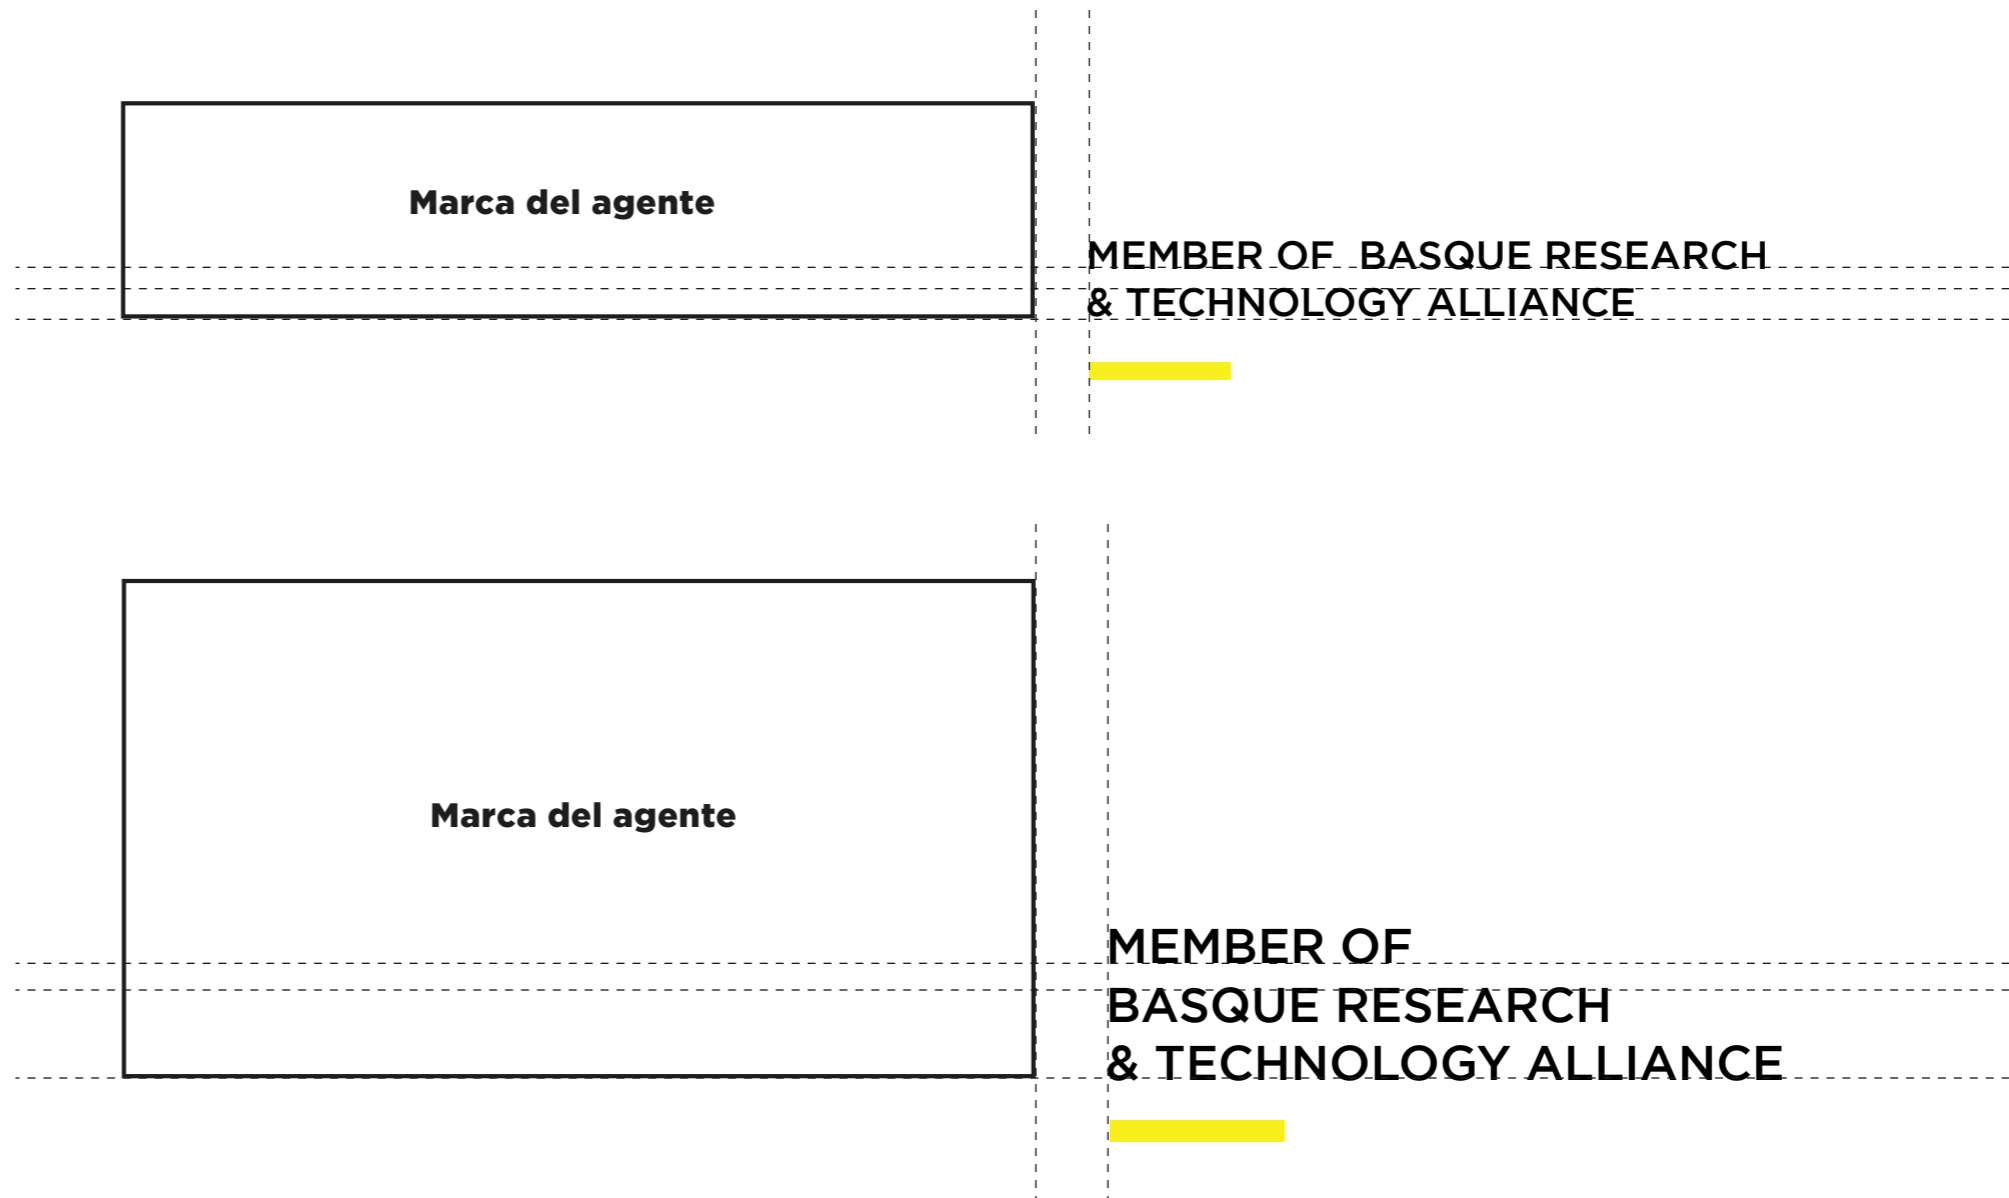 Marca del agente
MEMBER OF  BASQUE RESEARCH
& TECHNOLOGY ALLIANCE
Marca del agente
MEMBER OF
BASQUE RESEARCH
& TECHNOLOGY ALLIANCE